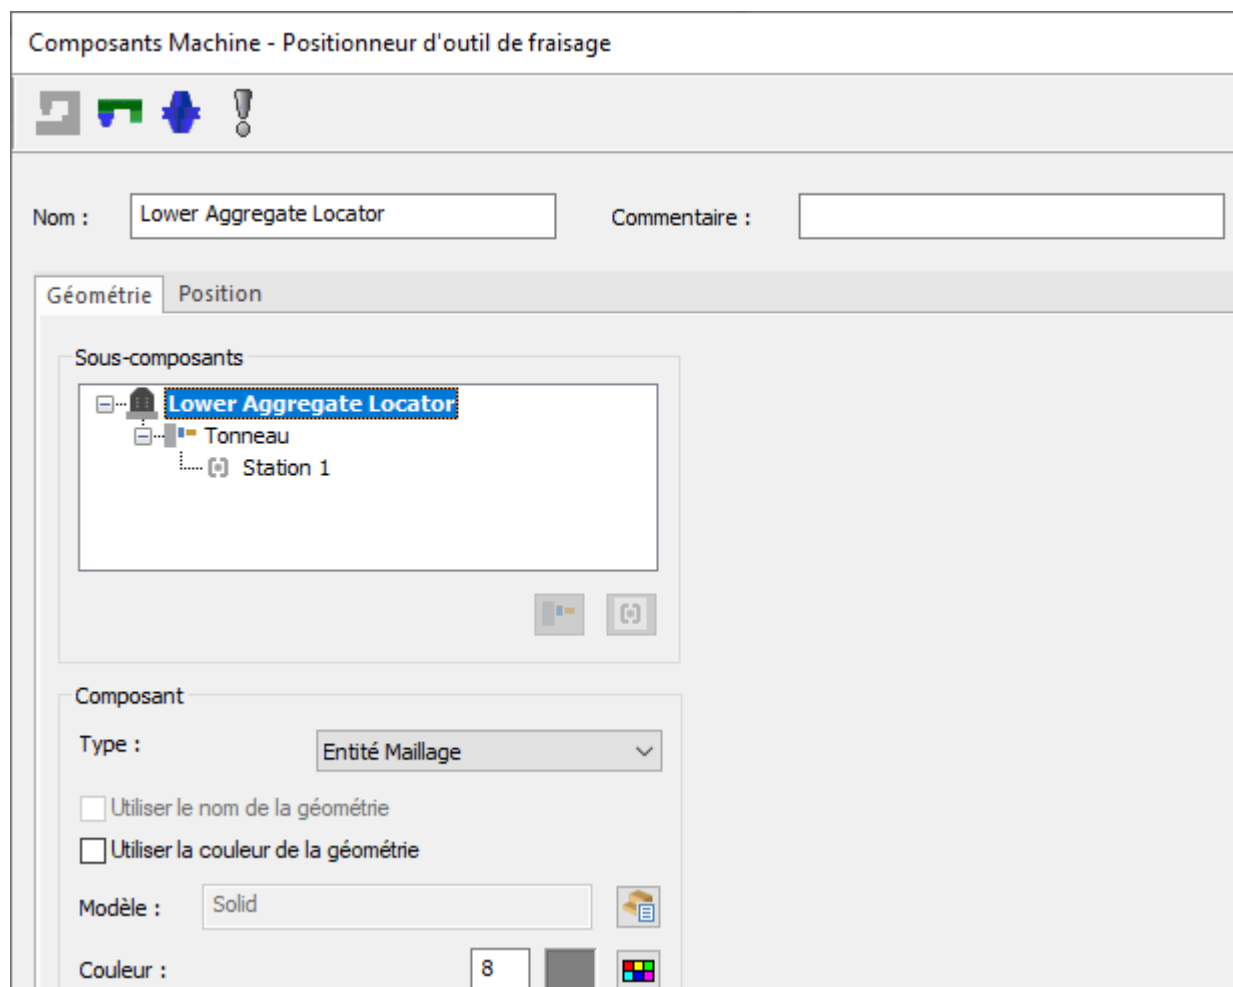 Composants Machine - Positionneur d'outil de fraisage
Nom :
Lower Aggregate Locator
Commentaire :
Géométrie
Position
Sous-composants
Lower Aggregate Locator
Tonneau
Station 1
Composant
Type :
Entité Maillage
Utiliser le nom de la géométrie
Utiliser la couleur de la géométrie
Modèle :
Solid
Couleur :
8